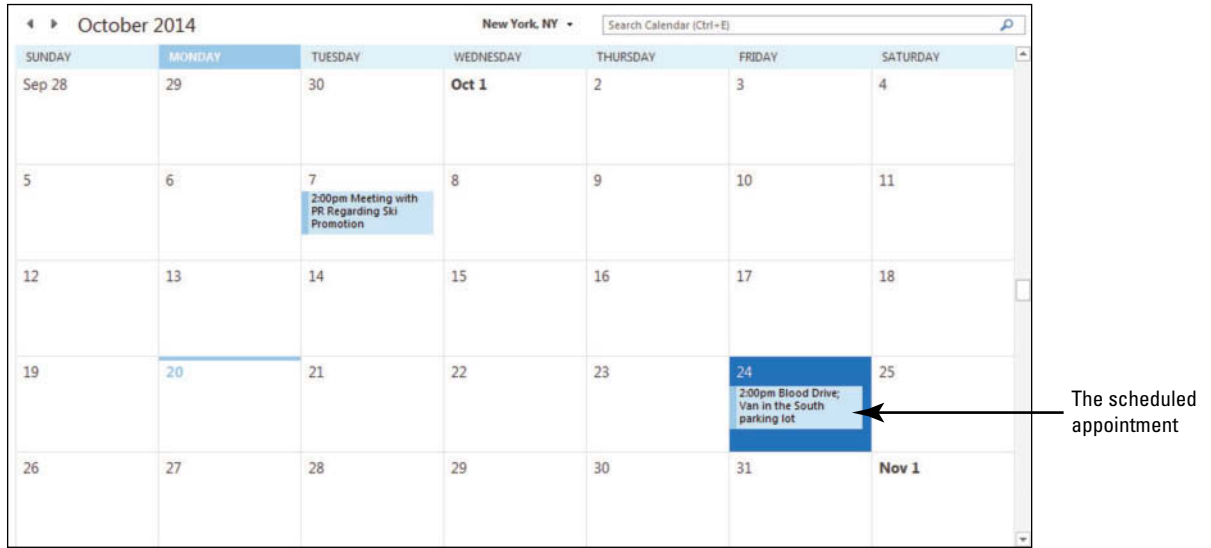 October 2014
New York, NY
Search Calendar (Ctrl+E)
SUNDAY MONDAY TUESDAY WEDNESDAY THURSDAY FRIDAY SATURDAY
Sep 28 29 30 Oct 1 2 3 4
5 6 7 8 9 10 11
2:00pm Meeting with
PR Regarding Ski
Promotion
12 13 14 15 16 17 18
19 20 21 22 23 24 25
2:00pm Blood Drive;
Van in the South
parking lot
The scheduled
appointment
26 27 28 29 30 31 Nov 1